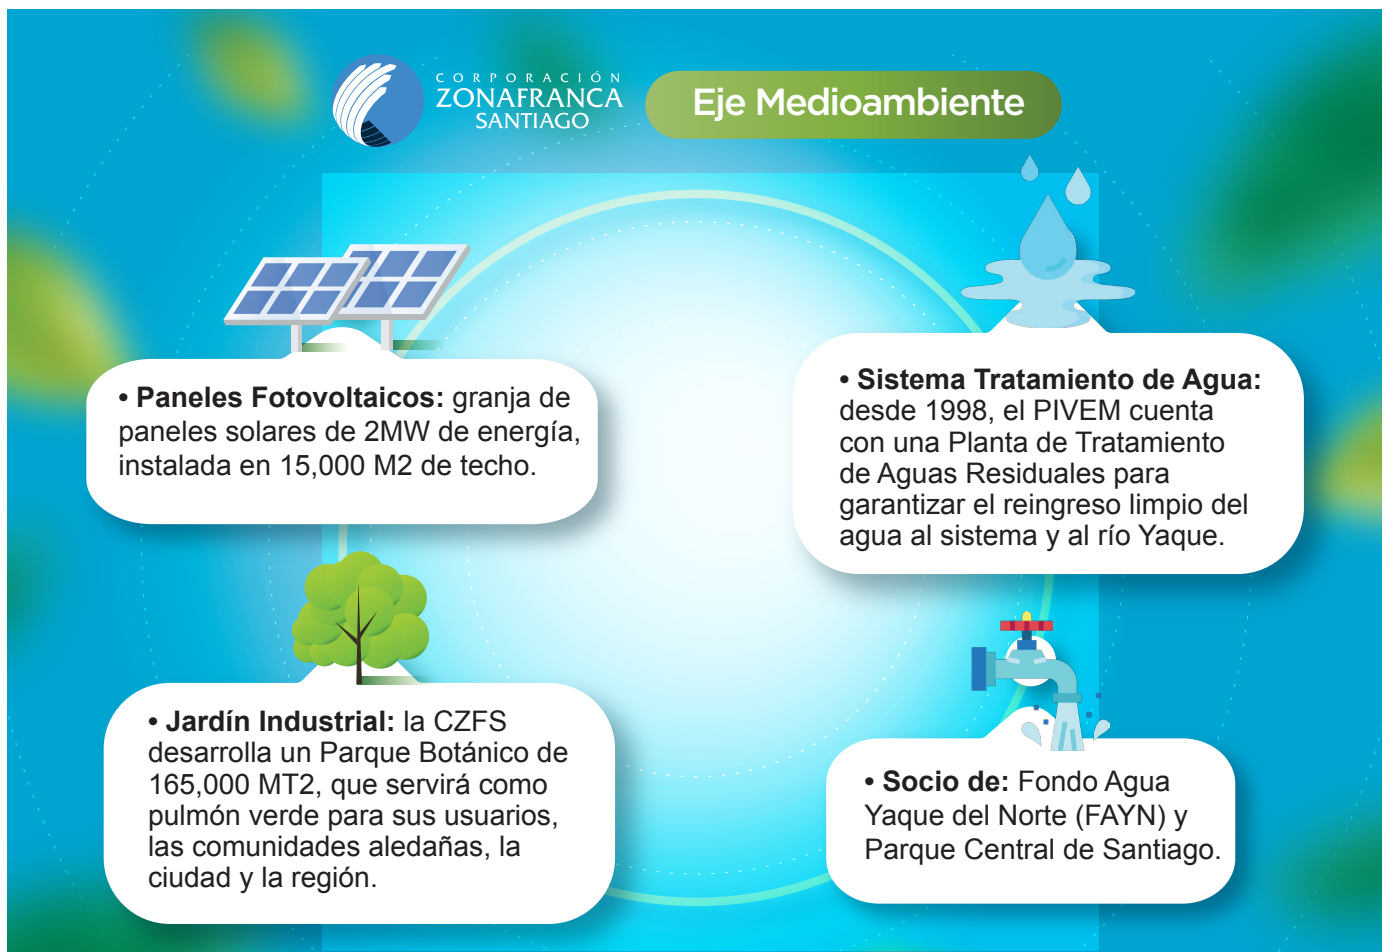 CORPORACIÓN
ZONAFRANCA
SANTIAGO
Eje Medioambiente
• Paneles Fotovoltaicos: granja de
paneles solares de 2MW de energía,
instalada en 15,000 M2 de techo.
• Sistema Tratamiento de Agua:
desde 1998, el PIVEM cuenta
con una Planta de Tratamiento
de Aguas Residuales para
garantizar el reingreso limpio del
agua al sistema y al río Yaque.
• Jardín Industrial: la CZFS
desarrolla un Parque Botánico de
165,000 MT2, que servirá como
pulmón verde para sus usuarios,
las comunidades aledañas, la
ciudad y la región.
• Socio de: Fondo Agua
Yaque del Norte (FAYN) y
Parque Central de Santiago.